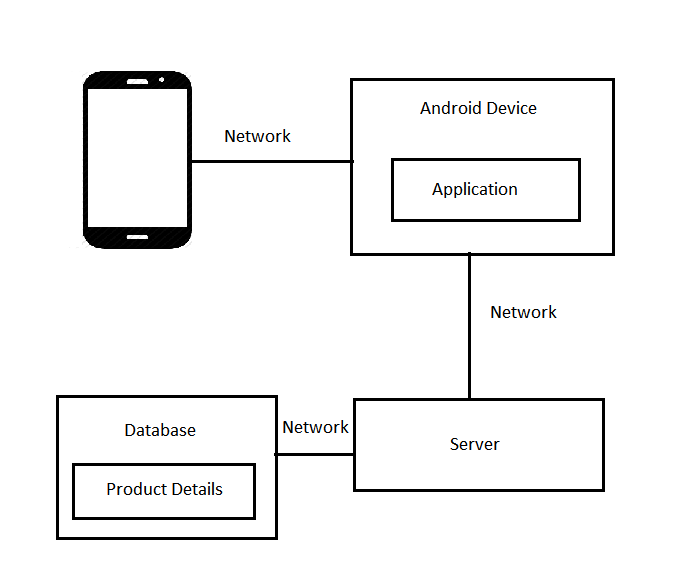 Android Device
Network
Application
Network
Database
Network
Server
Product Details